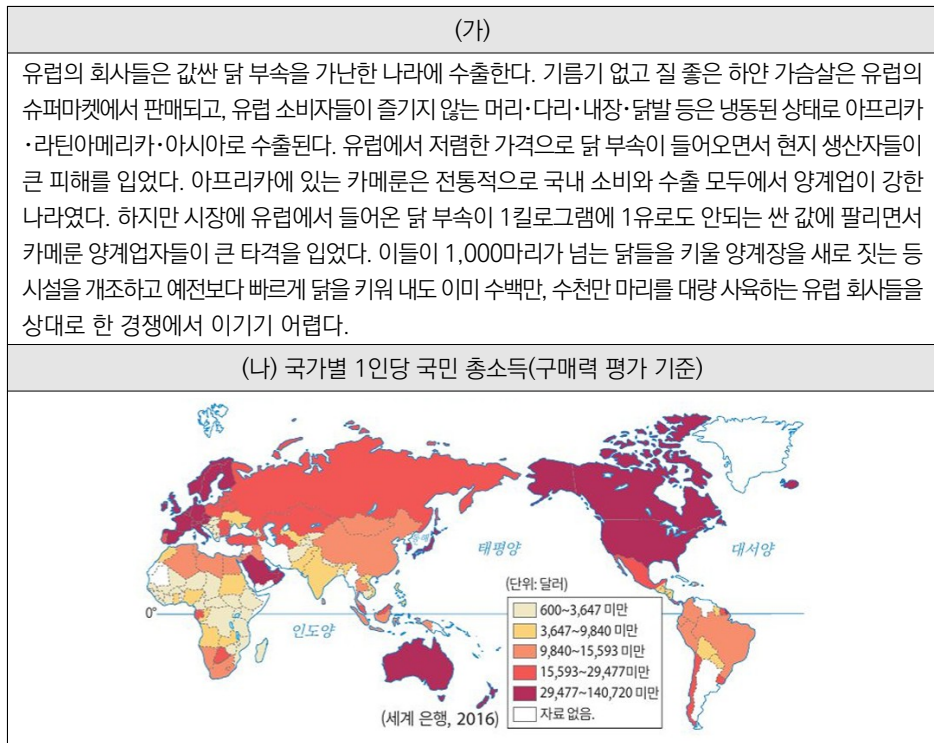 (가)
유럽의 회사들은 값싼 닭 부속을 가난한 나라에 수출한다. 기름기 없고 질 좋은 하얀 가슴살은 유럽의
슈퍼마켓에서 판매되고, 유럽 소비자들이 즐기지 않는 머리·다리·내장·닭발 등은 냉동된 상태로 아프리카
·라틴아메리카·아시아로 수출된다. 유럽에서 저렴한 가격으로 닭 부속이 들어오면서 현지 생산자들이
큰 피해를 입었다. 아프리카에 있는 카메룬은 전통적으로 국내 소비와 수출 모두에서 양계업이 강한
나라였다. 하지만 시장에 유럽에서 들어온 닭 부속이 1킬로그램에 1유로도 안되는 싼 값에 팔리면서
카메룬 양계업자들이 큰 타격을 입었다. 이들이 1,000마리가 넘는 닭들을 키울 양계장을 새로 짓는 등
시설을 개조하고 예전보다 빠르게 닭을 키워 내도 이미 수백만, 수천만 마리를 대량 사육하는 유럽 회사들을
상대로 한 경쟁에서 이기기 어렵다.
(나) 국가별 1인당 국민 총소득(구매력 평가 기준)
태평양
대서양
인도양
0°
(단위: 달러)
600~3,647 미만
3,647~9,840 미만
9,840~15,593 미만
15,593~29,477 미만
29,477~140,720 미만
자료 없음.
(세계 은행, 2016)